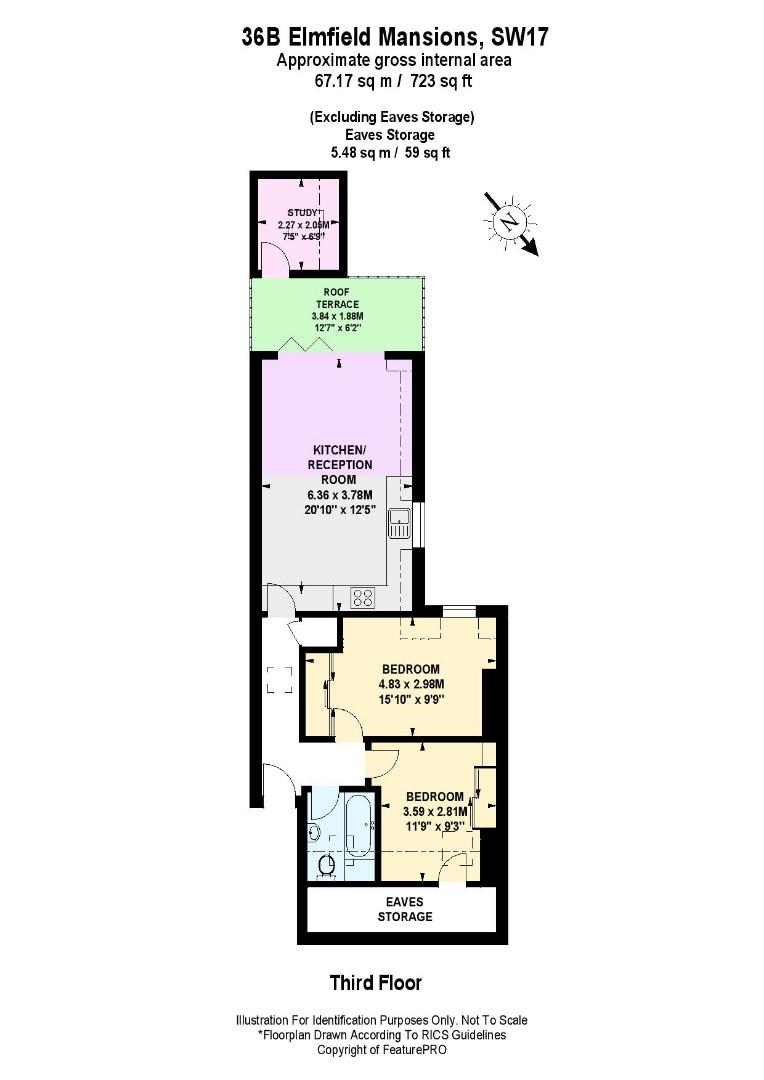 36B Elmfield Mansions, SW17
Approximate gross internal area
67.17 sq m / 723 sq ft
(Excluding Eaves Storage)
Eaves Storage
5.48 sq m / 59 sq ft
N
STUDY
2.27 x 2.05M
7'5" x 6'9"
ROOF
TERRACE
3.84 x 1.88M
12'7" x 6'2"
KITCHEN/
RECEPTION
ROOM
6.36 x 3.78M
20'10" x 12'5"
BEDROOM
4.83 x 2.98M
15'10" x 9'9"
BEDROOM
3.59 x 2.81M
11'9" x 9'3"
EAVES
STORAGE
Third Floor
Illustration For Identification Purposes Only. Not To Scale
*Floorplan Drawn According To RICS Guidelines
Copyright of FeaturePRO